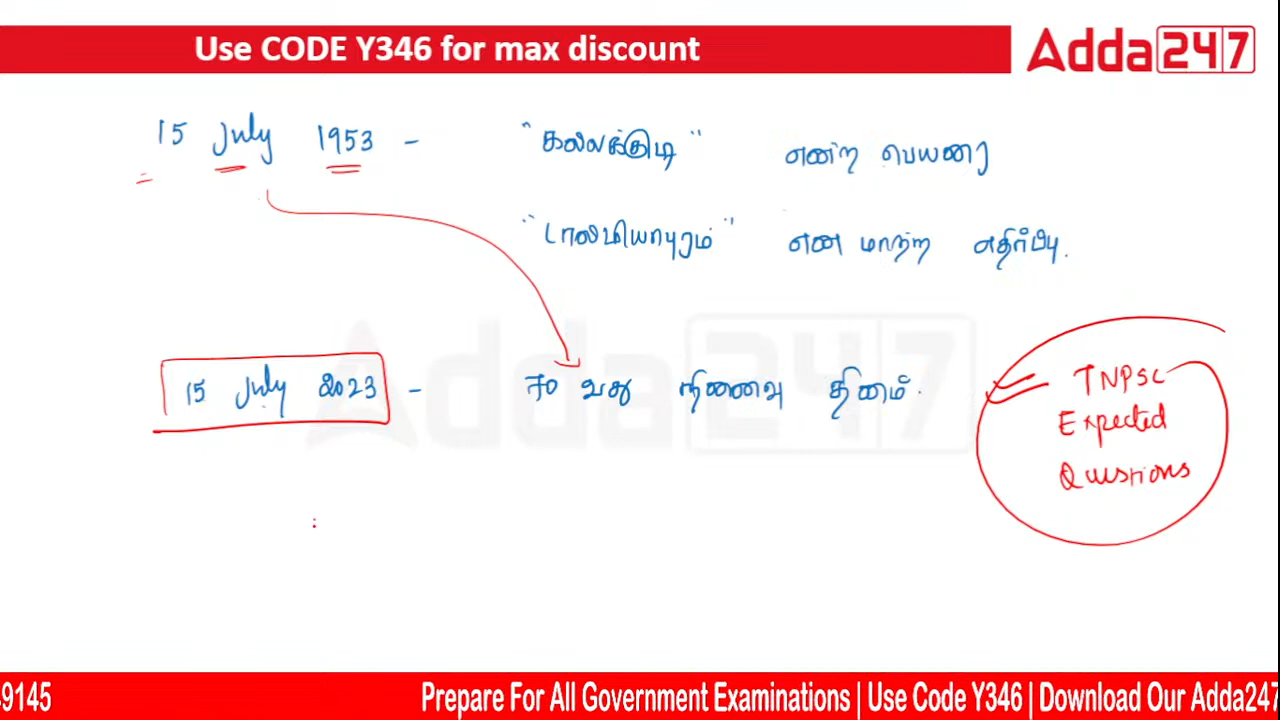 Use CODE Y346 for max discount
Adda247
15 July 1953 - "கல்லக்குடி" என்ற பெயரை
"டால்மியாபுரம்" என மாற்ற எதிர்ப்பு.
15 July 2023 - 70 வது நினைவு தினம்.
TNPSC
Expected
Questions
Adda247
9145
Prepare For All Government Examinations | Use Code Y346 | Download Our Adda247